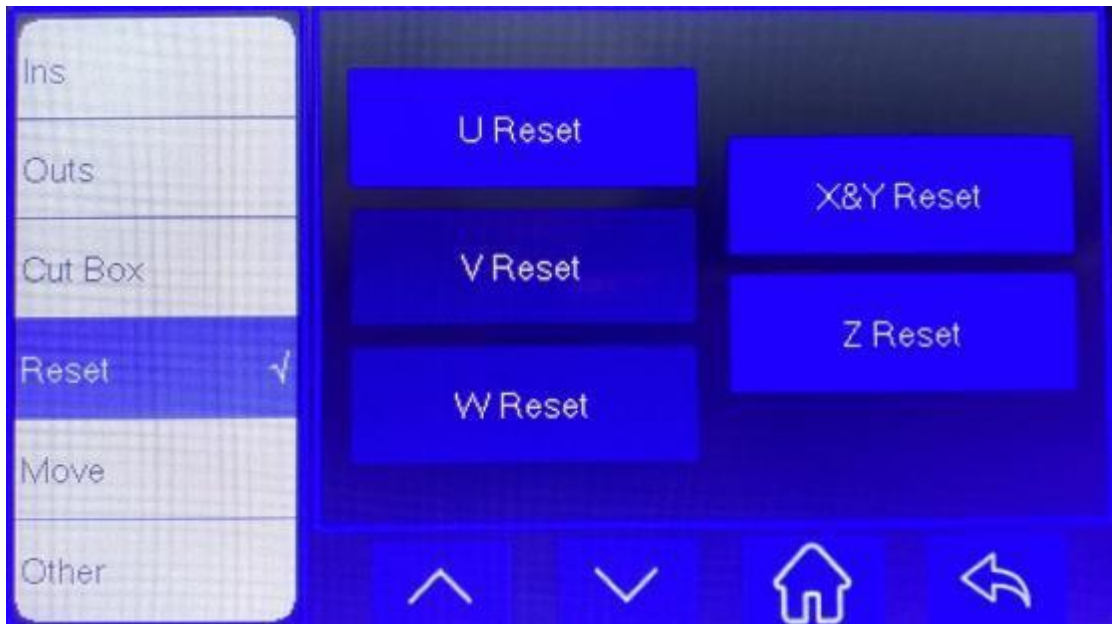 Ins
Outs
Cut Box
Reset √
Move
Other
U Reset
V Reset
W Reset
X&Y Reset
Z Reset